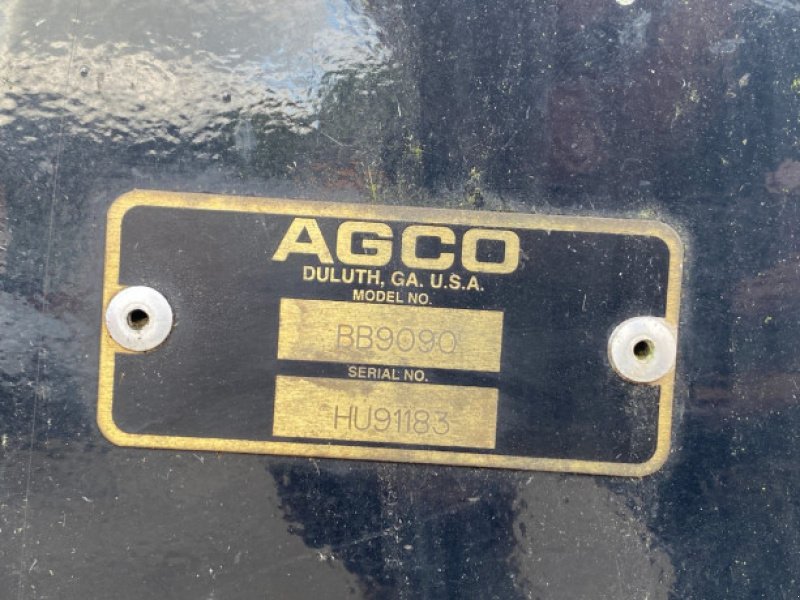 AGCO
DULUTH, GA. U.S.A.
MODEL NO.
BB9090
SERIAL NO.
HU91183